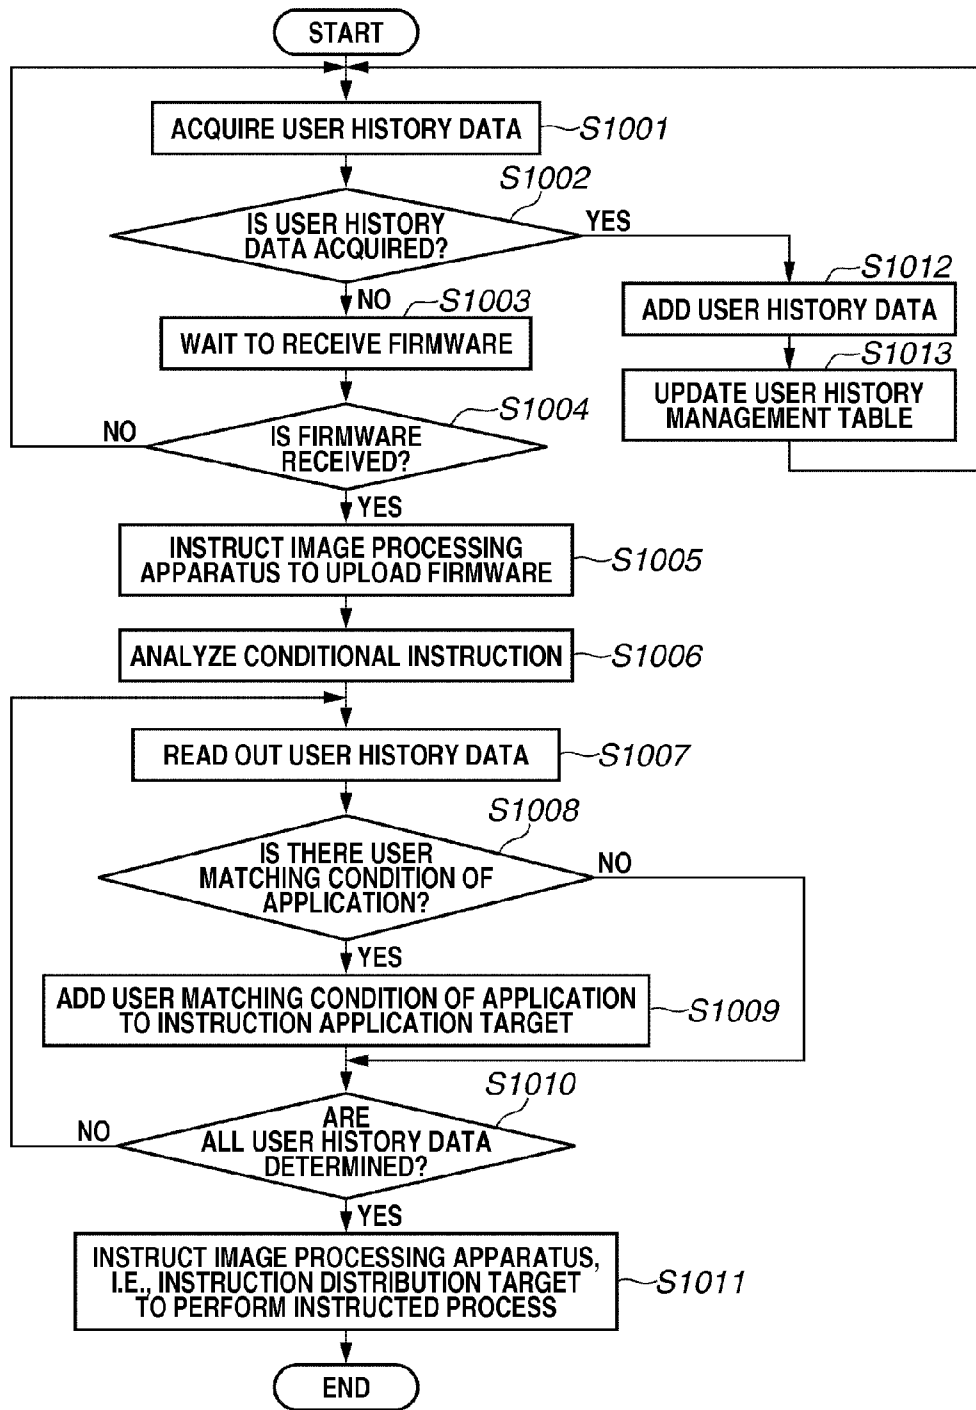 START
ACQUIRE USER HISTORY DATA
S1001
S1002
IS USER HISTORY
DATA ACQUIRED?
YES
NO
S1003
WAIT TO RECEIVE FIRMWARE
S1012
ADD USER HISTORY DATA
S1013
UPDATE USER HISTORY
MANAGEMENT TABLE
S1004
IS FIRMWARE
RECEIVED?
NO
YES
INSTRUCT IMAGE PROCESSING
APPARATUS TO UPLOAD FIRMWARE
S1005
ANALYZE CONDITIONAL INSTRUCTION
S1006
READ OUT USER HISTORY DATA
S1007
S1008
IS THERE USER
MATCHING CONDITION OF
APPLICATION?
NO
YES
ADD USER MATCHING CONDITION OF APPLICATION
TO INSTRUCTION APPLICATION TARGET
S1009
S1010
ARE
ALL USER HISTORY DATA
DETERMINED?
NO
YES
INSTRUCT IMAGE PROCESSING APPARATUS,
I.E., INSTRUCTION DISTRIBUTION TARGET
TO PERFORM INSTRUCTED PROCESS
S1011
END